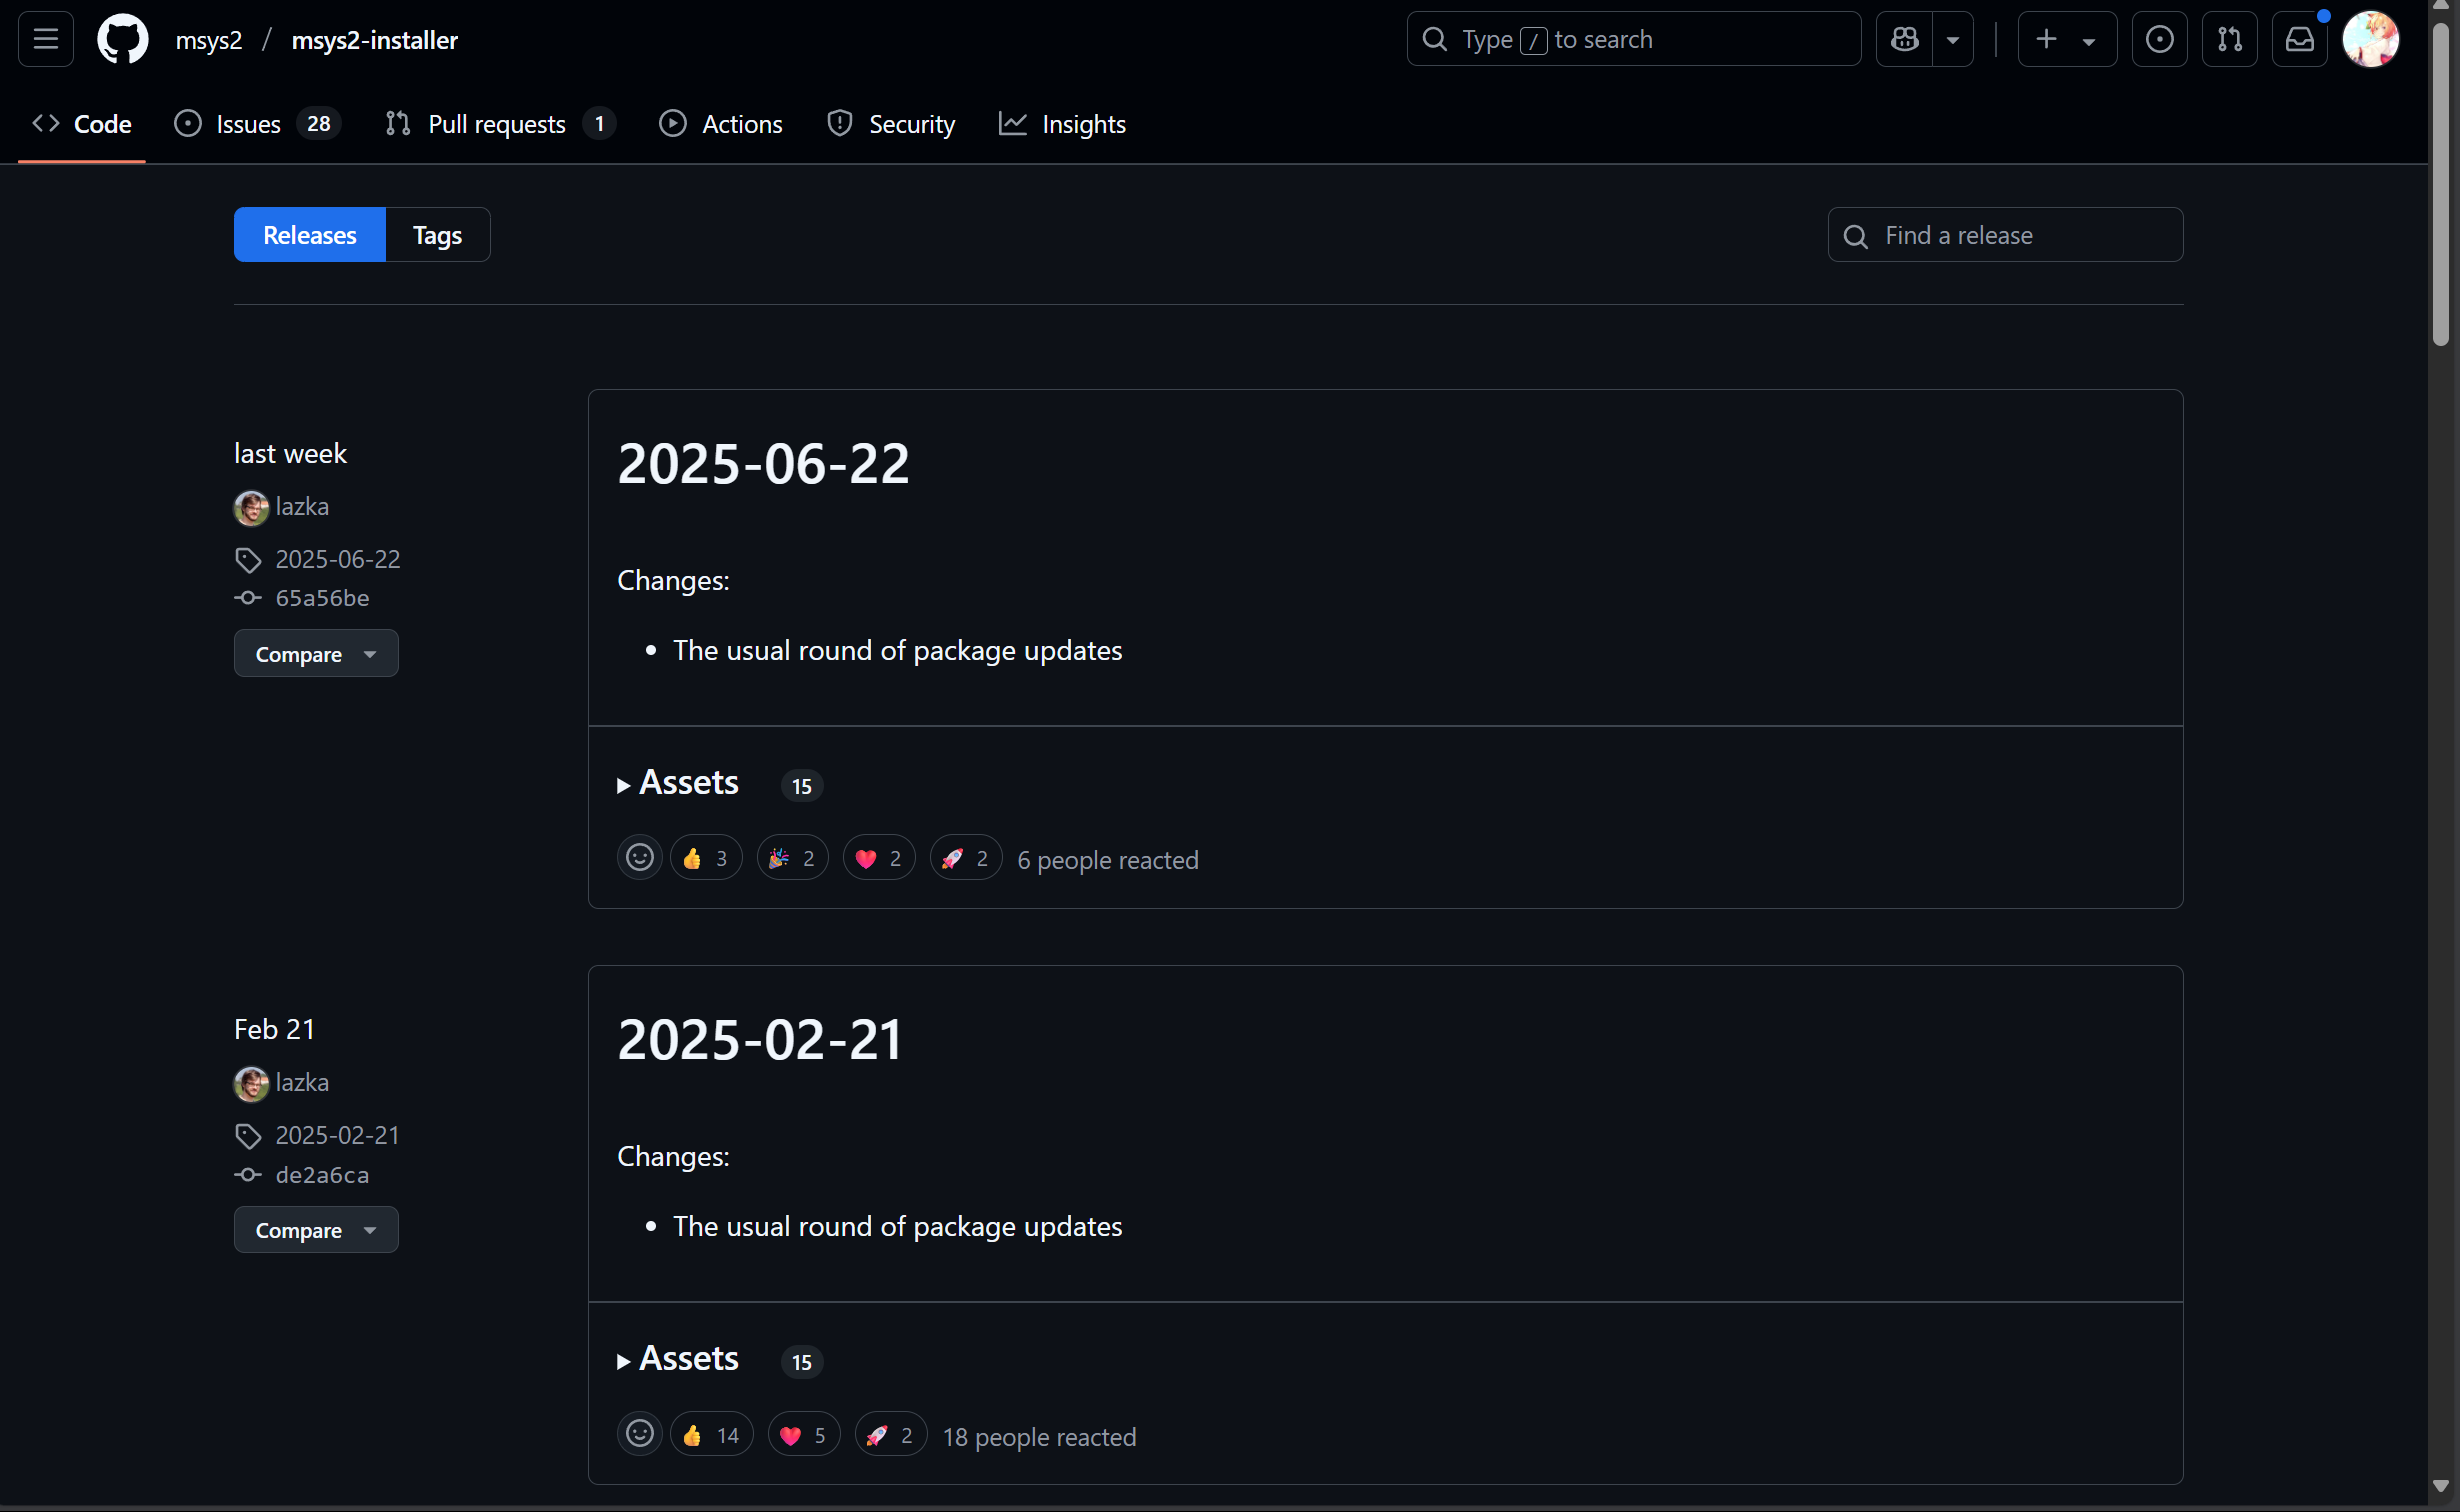 msys2 / msys2-installer
Type / to search
Code
Issues 28
Pull requests 1
Actions
Security
Insights
Releases
Tags
Find a release
last week
lazka
2025-06-22
65a56be
Compare
2025-06-22
Changes:
The usual round of package updates
Assets 15
3
2
2
2
6 people reacted
Feb 21
lazka
2025-02-21
de2a6ca
Compare
2025-02-21
Changes:
The usual round of package updates
Assets 15
14
5
2
18 people reacted